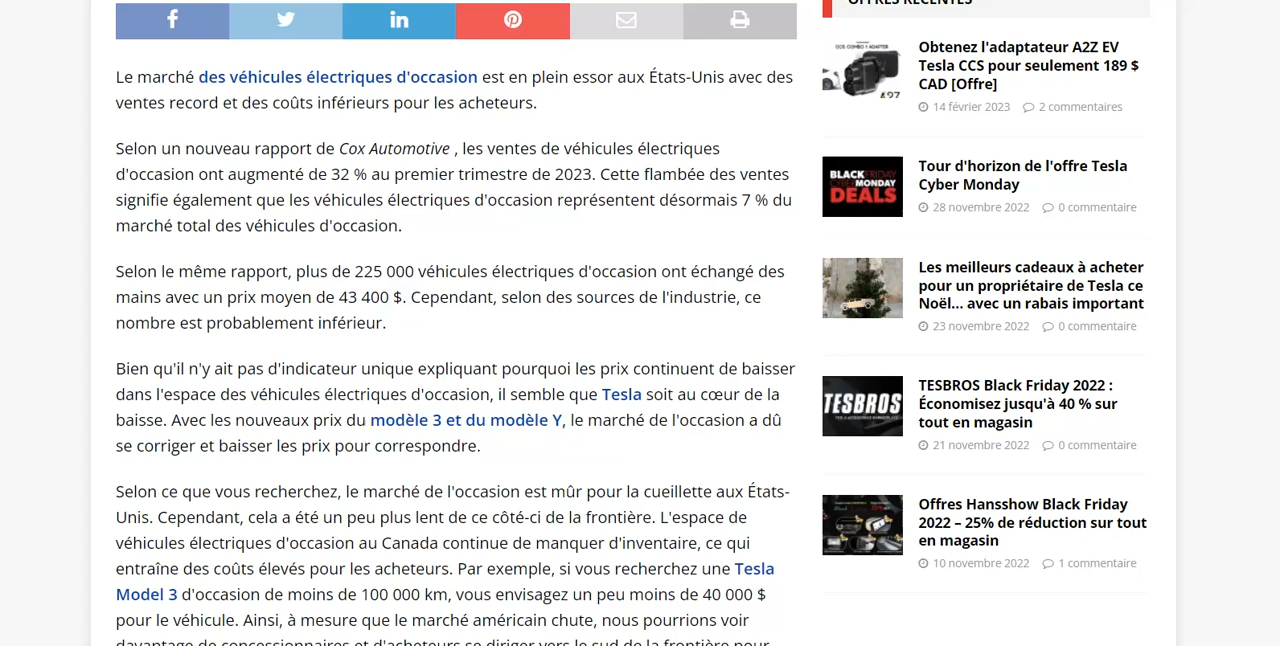 Le marché des véhicules électriques d'occasion est en plein essor aux États-Unis avec des
ventes record et des coûts inférieurs pour les acheteurs.
Selon un nouveau rapport de Cox Automotive , les ventes de véhicules électriques
d'occasion ont augmenté de 32 % au premier trimestre de 2023. Cette flambée des ventes
signifie également que les véhicules électriques d'occasion représentent désormais 7 % du
marché total des véhicules d'occasion.
Selon le même rapport, plus de 225 000 véhicules électriques d'occasion ont échangé des
mains avec un prix moyen de 43 400 $. Cependant, selon des sources de l'industrie, ce
nombre est probablement inférieur.
Bien qu'il n'y ait pas d'indicateur unique expliquant pourquoi les prix continuent de baisser
dans l'espace des véhicules électriques d'occasion, il semble que Tesla soit au cœur de la
baisse. Avec les nouveaux prix du modèle 3 et du modèle Y, le marché de l'occasion a dû
se corriger et baisser les prix pour correspondre.
Selon ce que vous recherchez, le marché de l'occasion est mûr pour la cueillette aux États-
Unis. Cependant, cela a été un peu plus lent de ce côté-ci de la frontière. L'espace de
véhicules électriques d'occasion au Canada continue de manquer d'inventaire, ce qui
entraîne des coûts élevés pour les acheteurs. Par exemple, si vous recherchez une Tesla
Model 3 d'occasion de moins de 100 000 km, vous envisagez un peu moins de 40 000 $
pour le véhicule. Ainsi, à mesure que le marché américain chute, nous pourrions voir
davantage de concessionnaires et d'acheteurs se diriger vers le sud de la frontière pour
OFFRES RÉCENTES
CCS COMBO 1 ADAPTER
Obtenez l'adaptateur A2Z EV
Tesla CCS pour seulement 189 $
CAD [Offre]
14 février 2023 2 commentaires
BLACK FRIDAY
CYBER MONDAY
DEALS
Tour d'horizon de l'offre Tesla
Cyber Monday
28 novembre 2022 0 commentaire
Les meilleurs cadeaux à acheter
pour un propriétaire de Tesla ce
Noël... avec un rabais important
23 novembre 2022 0 commentaire
TESBROS
TESBROS Black Friday 2022 :
Économisez jusqu'à 40 % sur
tout en magasin
21 novembre 2022 0 commentaire
Offres Hansshow Black Friday
2022 – 25% de réduction sur tout
en magasin
10 novembre 2022 1 commentaire